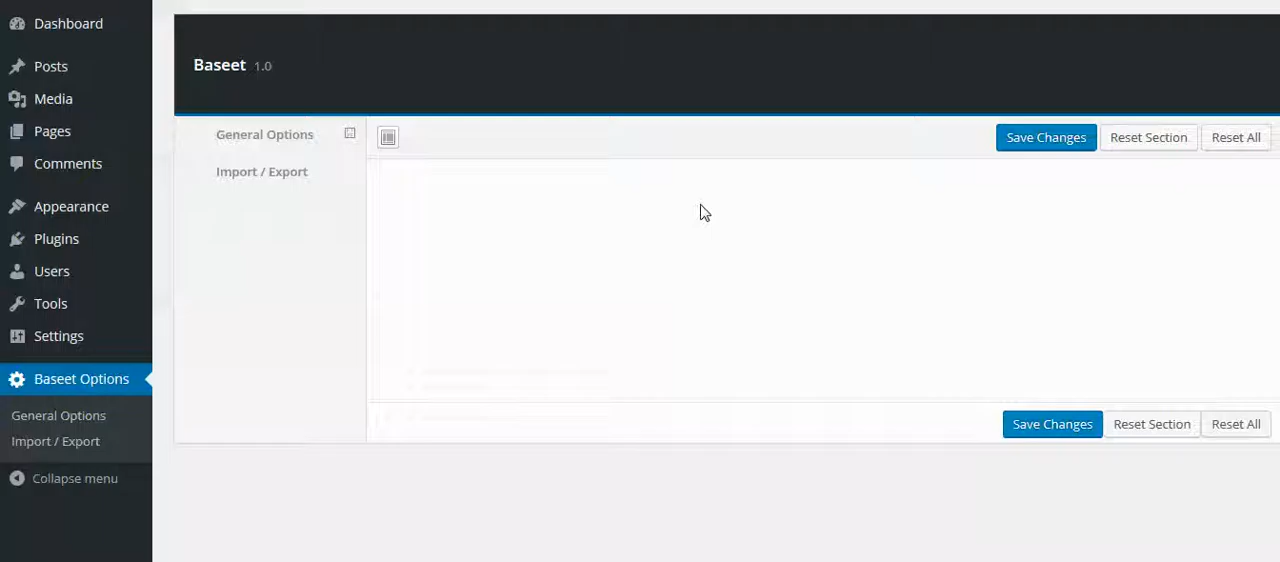 Dashboard
Posts
Media
Pages
Comments
Appearance
Plugins
Users
Tools
Settings
Baseet Options
General Options
Import / Export
Collapse menu
Baseet 1.0
General Options
Import / Export
Save Changes Reset Section Reset All
Save Changes Reset Section Reset All